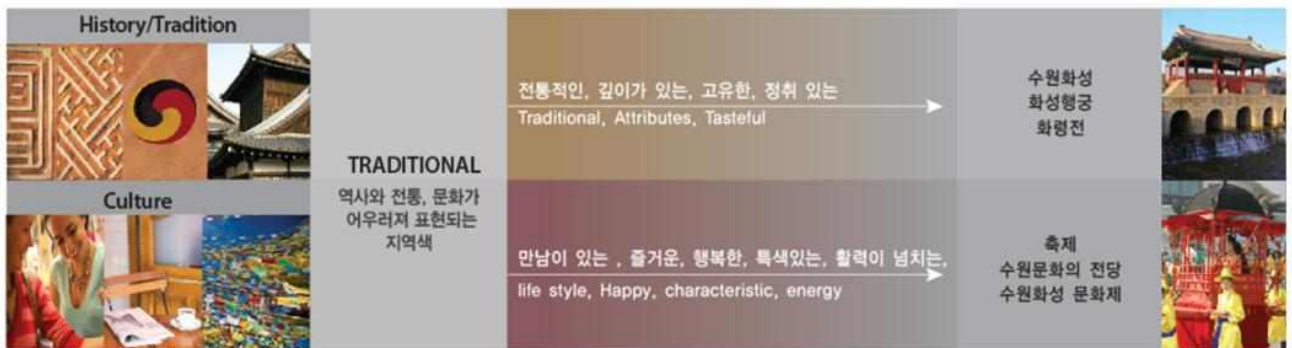 History/Tradition
Culture
TRADITIONAL
역사와 전통, 문화가
어우러져 표현되는
지역색
전통적인, 깊이가 있는, 고유한, 정취 있는
Traditional, Attributes, Tasteful
수원화성
화성행궁
화령전
만남이 있는 , 즐거운, 행복한, 특색있는, 활력이 넘치는,
life style, Happy, characteristic, energy
축제
수원문화의 전당
수원화성 문화제